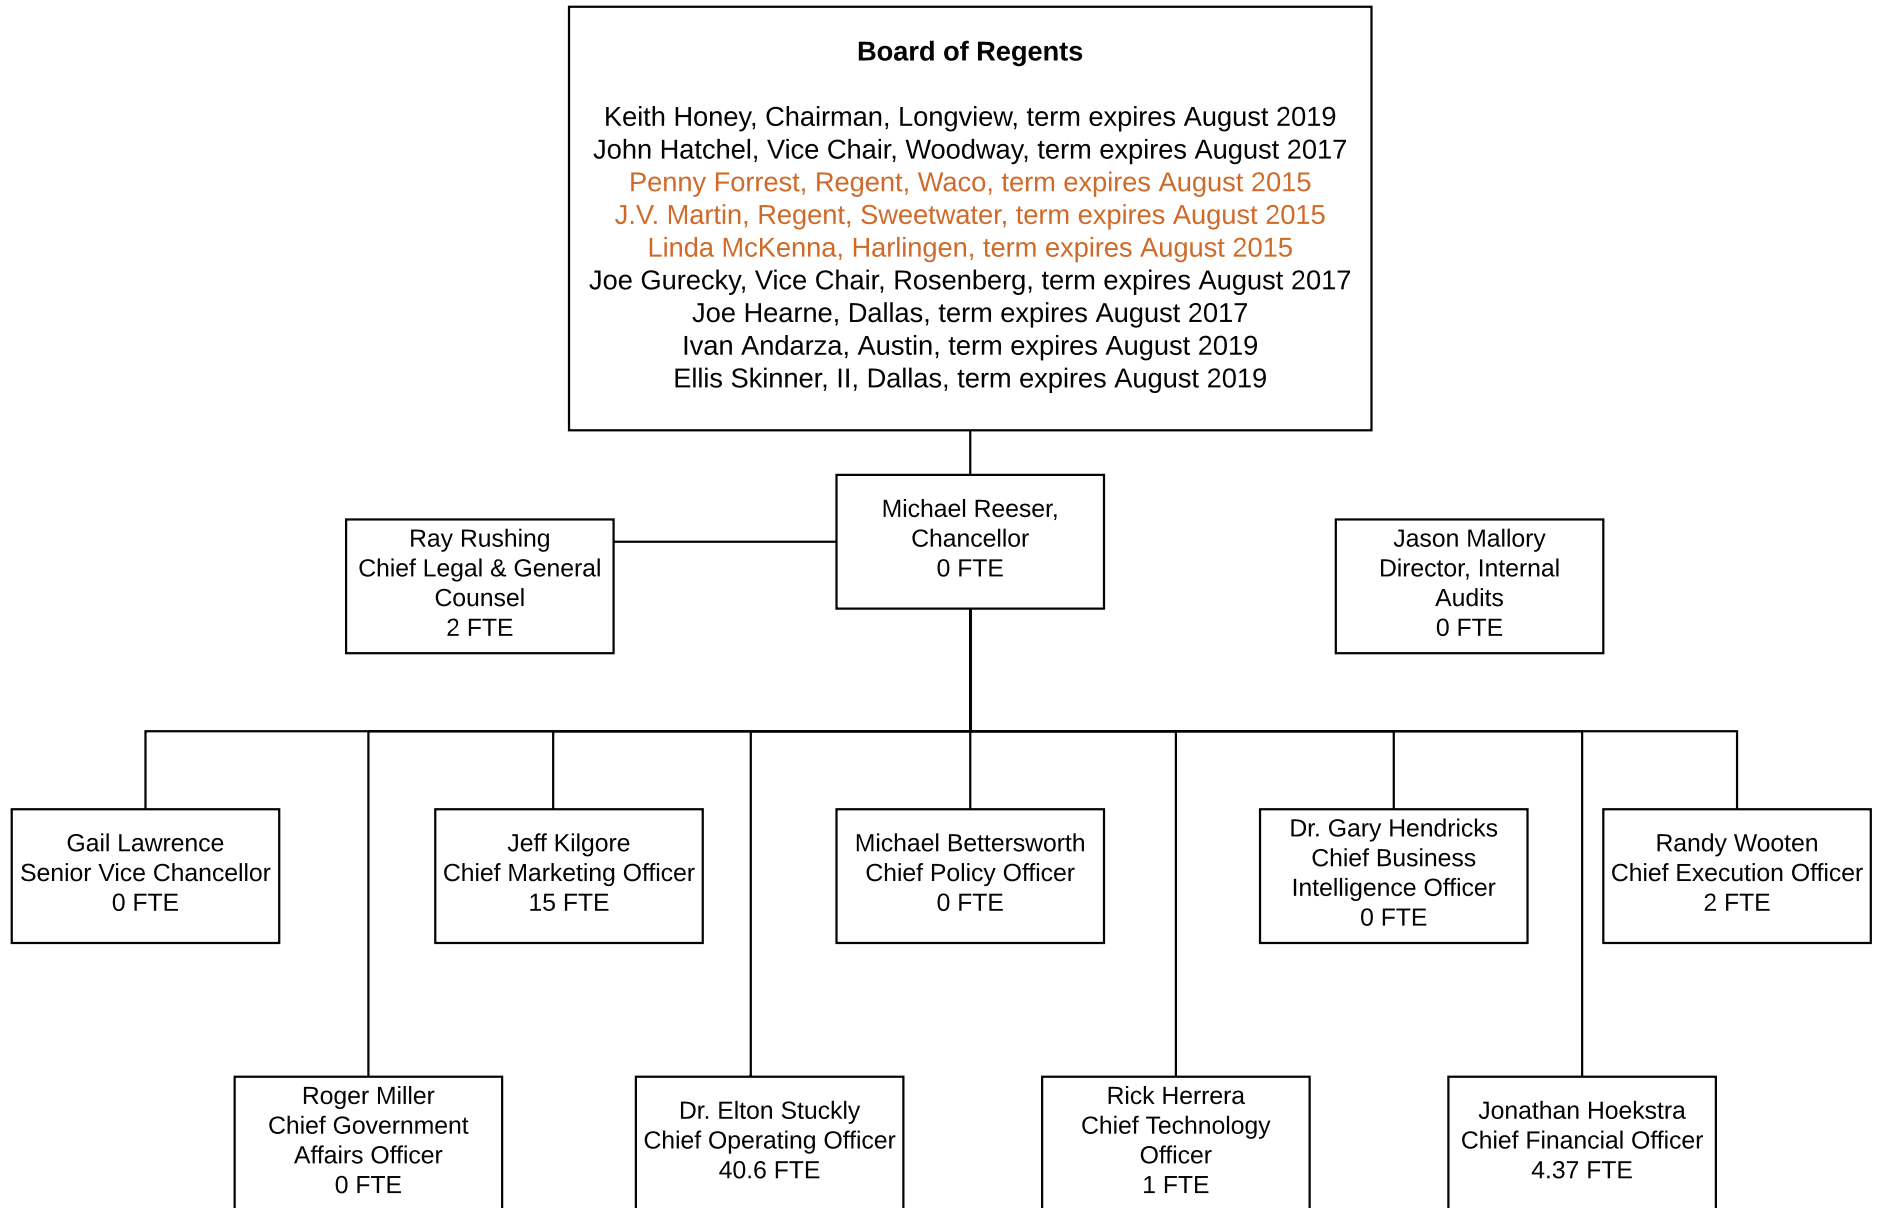 Board of Regents
Keith Honey, Chairman, Longview, term expires August 2019
John Hatchel, Vice Chair, Woodway, term expires August 2017
Penny Forrest, Regent, Waco, term expires August 2015
J.V. Martin, Regent, Sweetwater, term expires August 2015
Linda McKenna, Harlingen, term expires August 2015
Joe Gurecky, Vice Chair, Rosenberg, term expires August 2017
Joe Hearne, Dallas, term expires August 2017
Ivan Andarza, Austin, term expires August 2019
Ellis Skinner, II, Dallas, term expires August 2019
Michael Reeser,
Chancellor
0 FTE
Ray Rushing
Chief Legal & General
Counsel
2 FTE
Jason Mallory
Director, Internal
Audits
0 FTE
Gail Lawrence
Senior Vice Chancellor
0 FTE
Jeff Kilgore
Chief Marketing Officer
15 FTE
Michael Bettersworth
Chief Policy Officer
0 FTE
Dr. Gary Hendricks
Chief Business
Intelligence Officer
0 FTE
Randy Wooten
Chief Execution Officer
2 FTE
Roger Miller
Chief Government
Affairs Officer
0 FTE
Dr. Elton Stuckly
Chief Operating Officer
40.6 FTE
Rick Herrera
Chief Technology
Officer
1 FTE
Jonathan Hoekstra
Chief Financial Officer
4.37 FTE